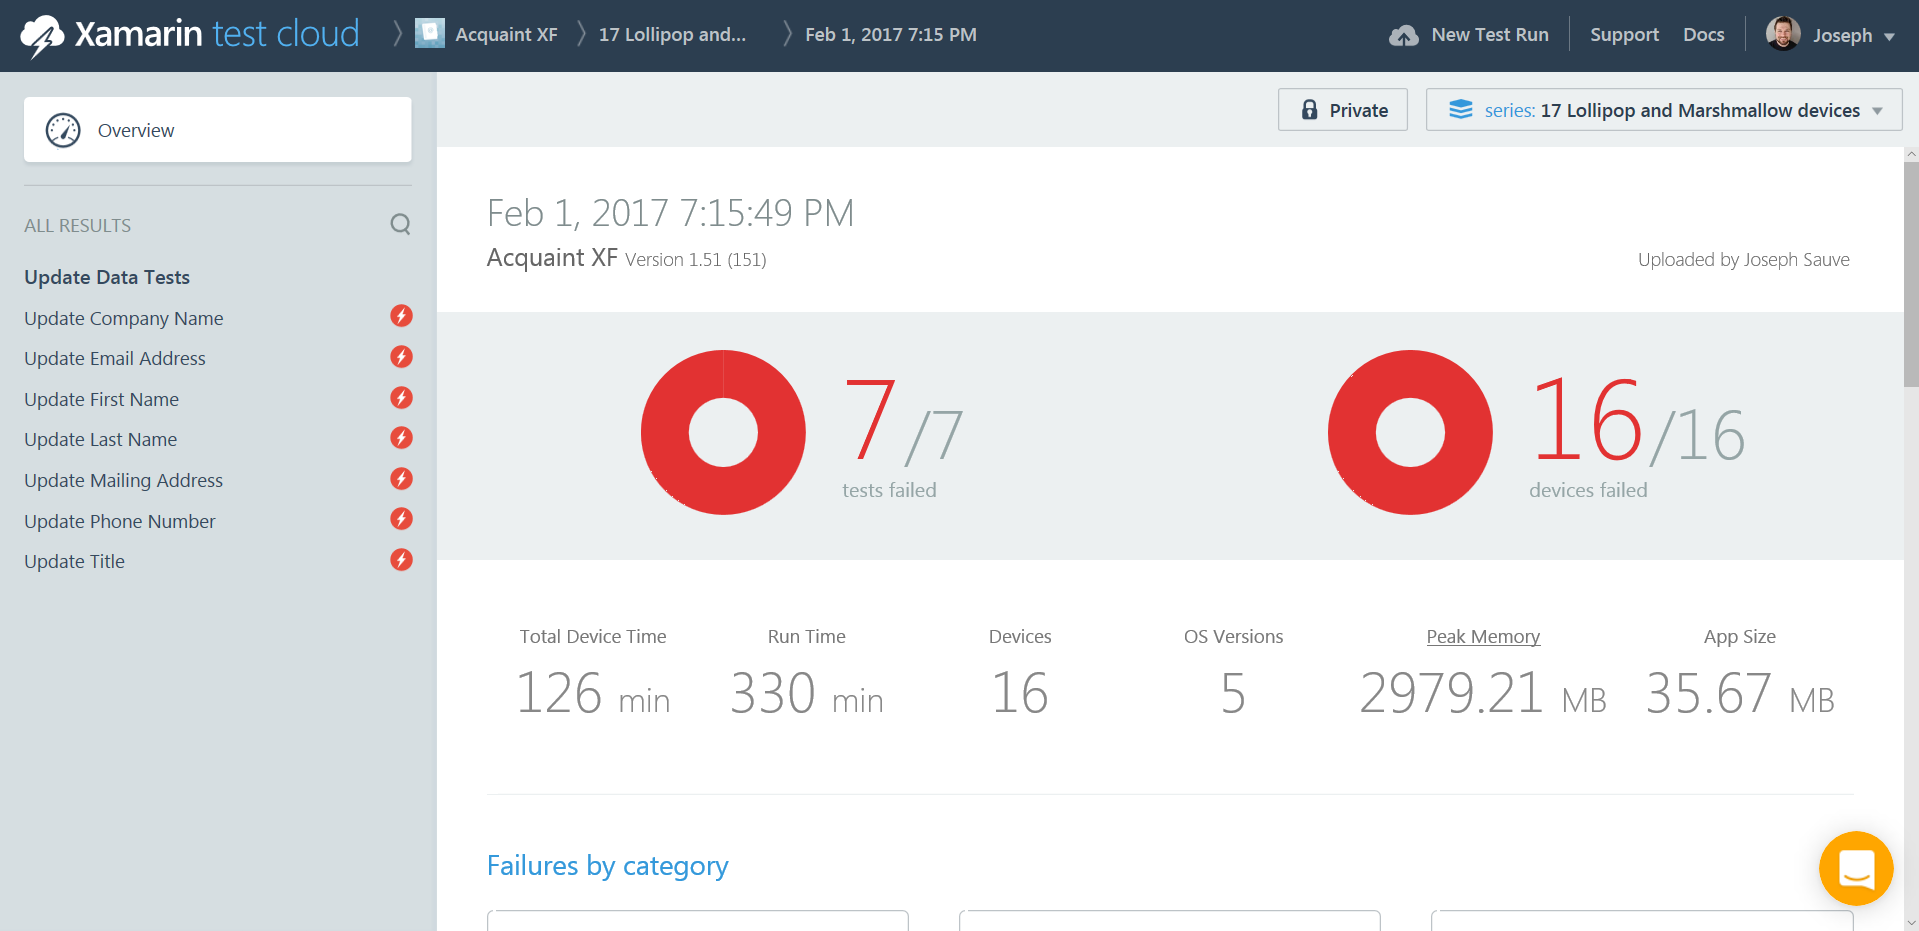 Xamarin test cloud
Acquaint XF
17 Lollipop and...
Feb 1, 2017 7:15 PM
New Test Run
Support
Docs
Joseph
Overview
Private
series: 17 Lollipop and Marshmallow devices
ALL RESULTS
Update Data Tests
Update Company Name
Update Email Address
Update First Name
Update Last Name
Update Mailing Address
Update Phone Number
Update Title
Feb 1, 2017 7:15:49 PM
Acquaint XF Version 1.51 (151)
Uploaded by Joseph Sauve
7/7
tests failed
16/16
devices failed
Total Device Time
126 min
Run Time
330 min
Devices
16
OS Versions
5
Peak Memory
2979.21 MB
App Size
35.67 MB
Failures by category